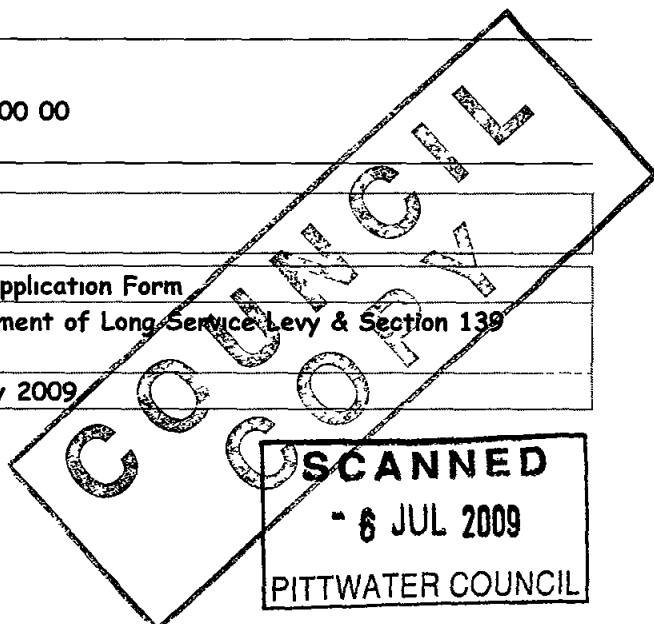 00 00
pplication Form
ment of Long Service Levy & Section 139
y 2009
COUNCIL
COPY
SCANNED
- 6 JUL 2009
PITTWATER COUNCIL